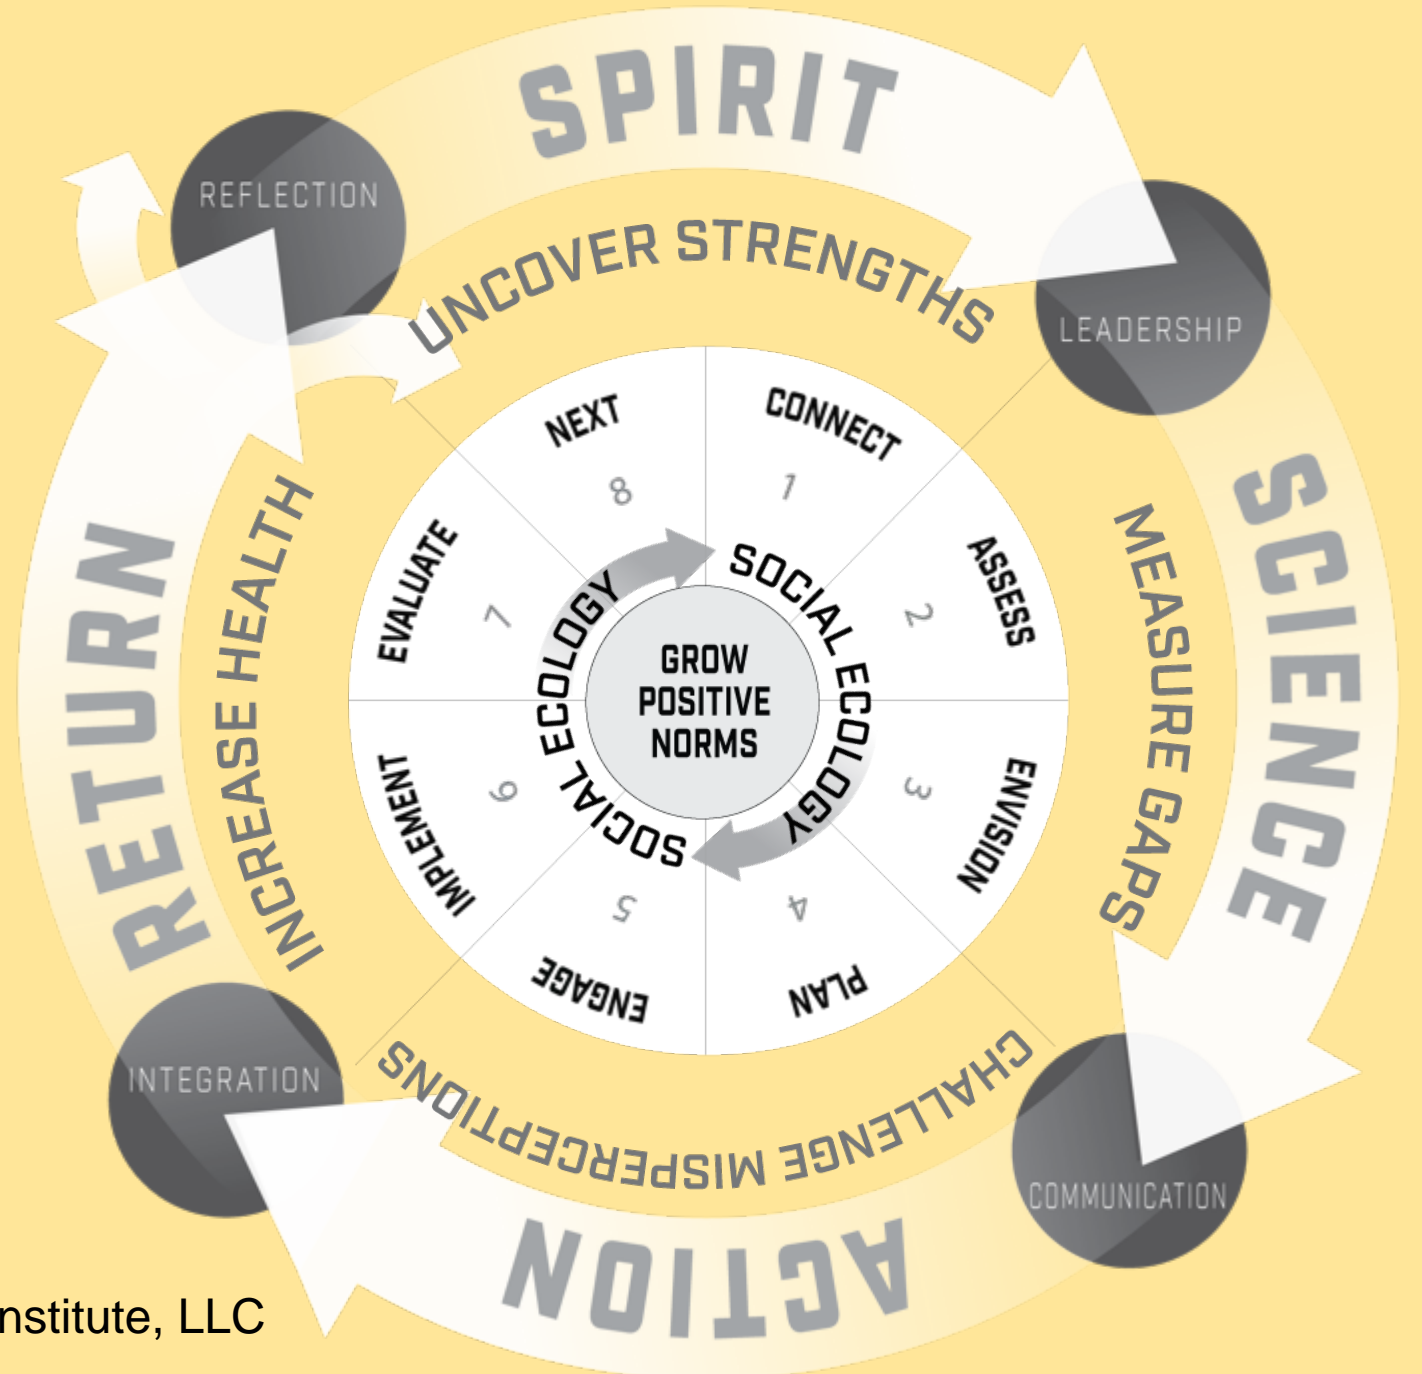 SPIRIT
REFLECTION
UNCOVER STRENGTHS
LEADERSHIP
SCIENCE
MEASURE GAPS
COMMUNICATION
ACTION
CHALLENGE MISPERCEPTIONS
INTEGRATION
RETURN
INCREASE HEALTH
CONNECT
1
ASSESS
2
ENVISION
3
PLAN
4
ENGAGE
5
IMPLEMENT
6
EVALUATE
7
NEXT
8
SOCIAL ECOLOGY
SOCIAL ECOLOGY
GROW
POSITIVE
NORMS
nstitute, LLC